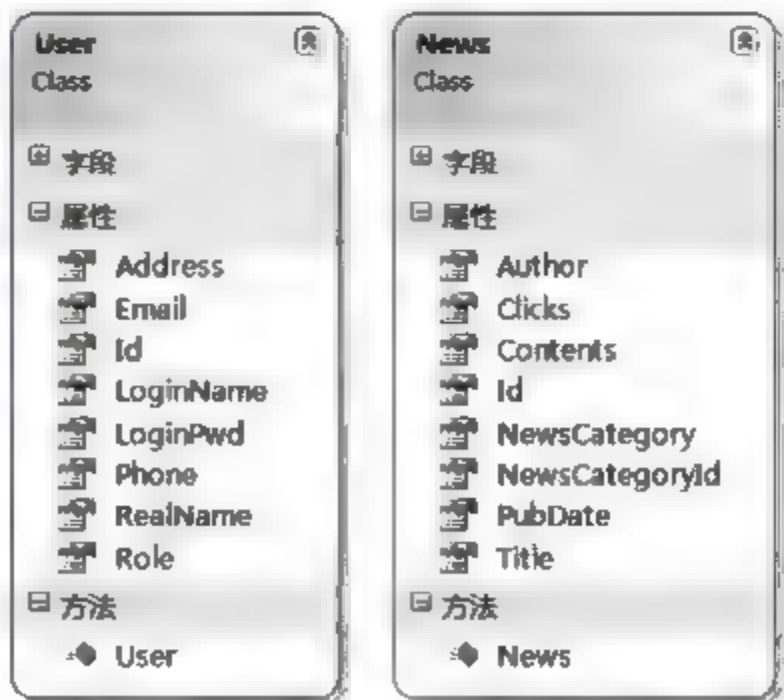 User
Class
字段
属性
Address
Email
Id
LoginName
LoginPwd
Phone
RealName
Role
方法
User
News
Class
字段
属性
Author
Clicks
Contents
Id
NewsCategory
NewsCategoryId
PubDate
Title
方法
News